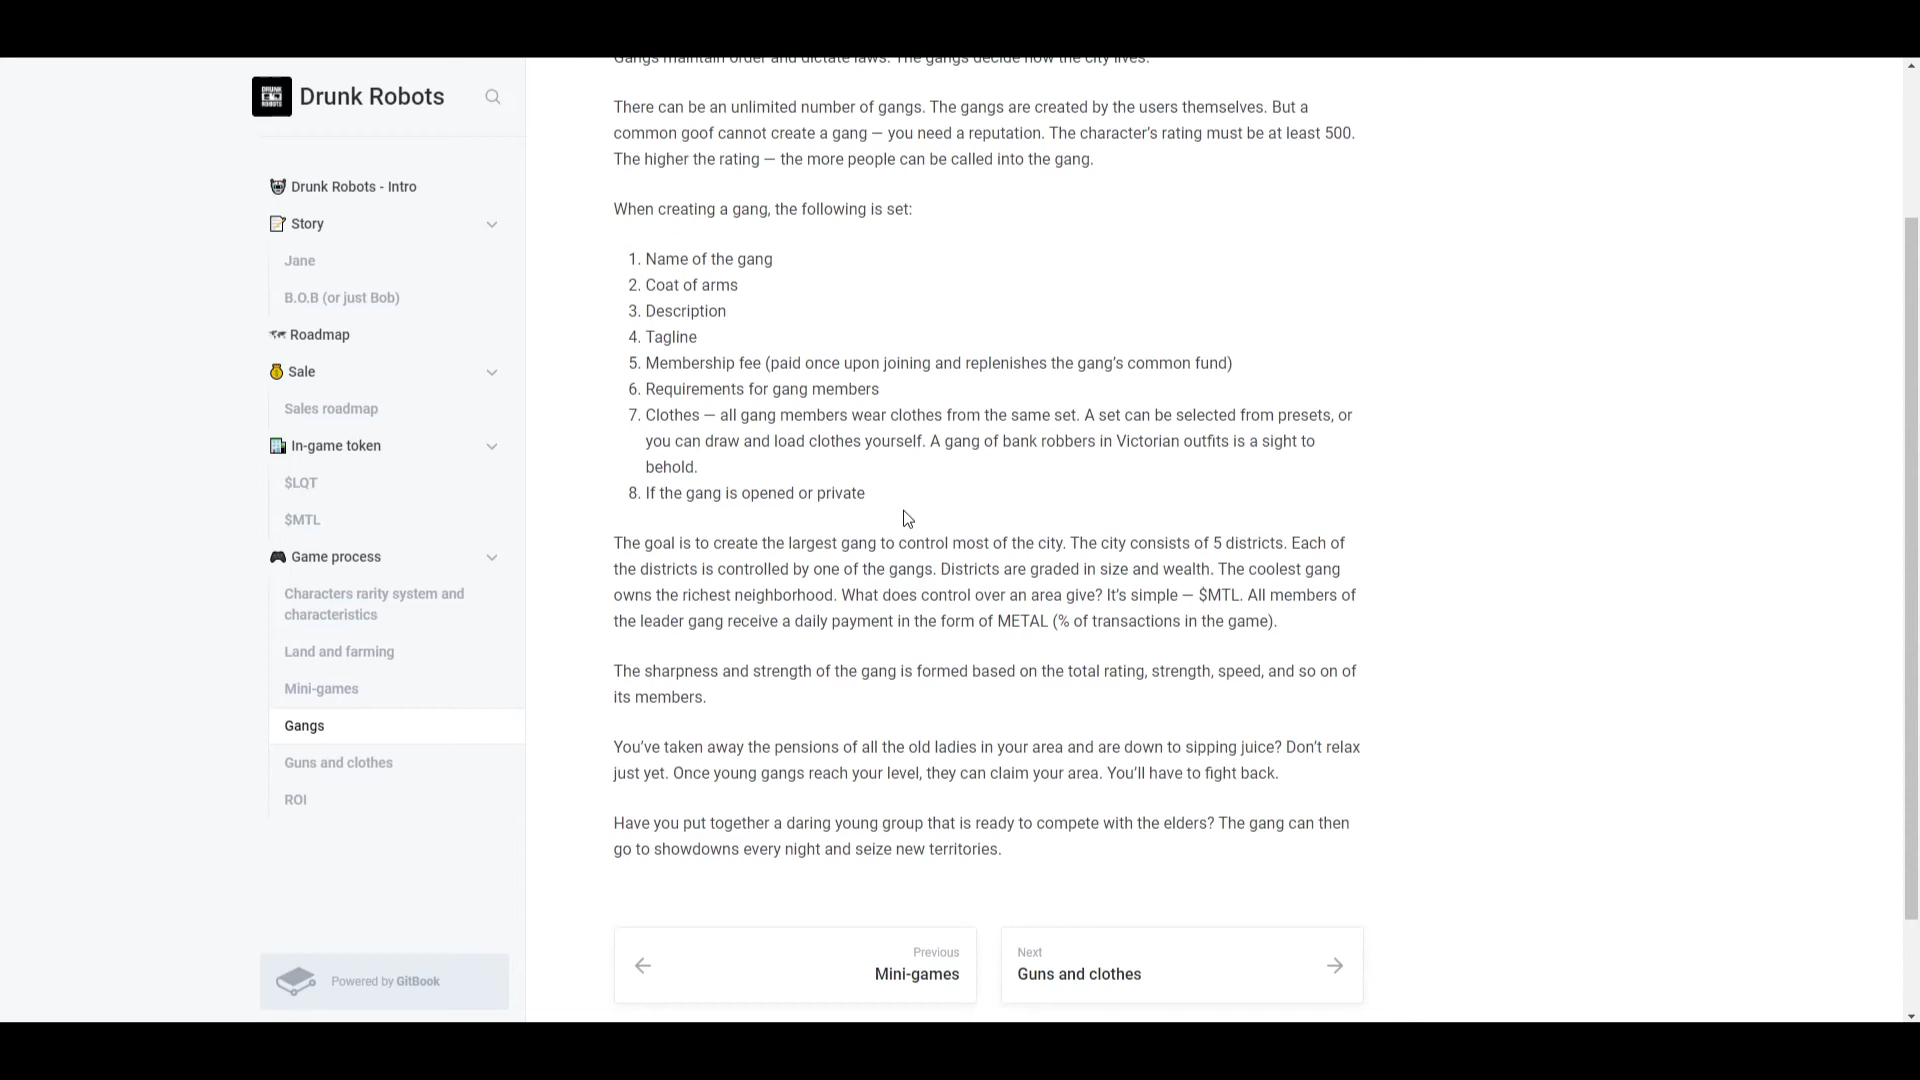 Gangs maintain order and dictate laws. The gangs decide how the city lives.
DRUNK
ROBOTS
Drunk Robots
Drunk Robots - Intro
Story
Jane
B.O.B (or just Bob)
Roadmap
Sale
Sales roadmap
In-game token
$LQT
$MTL
Game process
Characters rarity system and
characteristics
Land and farming
Mini-games
Gangs
Guns and clothes
ROI
Powered by GitBook
There can be an unlimited number of gangs. The gangs are created by the users themselves. But a
common goof cannot create a gang — you need a reputation. The character's rating must be at least 500.
The higher the rating — the more people can be called into the gang.
When creating a gang, the following is set:
1. Name of the gang
2. Coat of arms
3. Description
4. Tagline
5. Membership fee (paid once upon joining and replenishes the gang's common fund)
6. Requirements for gang members
7. Clothes — all gang members wear clothes from the same set. A set can be selected from presets, or
you can draw and load clothes yourself. A gang of bank robbers in Victorian outfits is a sight to
behold.
8. If the gang is opened or private
The goal is to create the largest gang to control most of the city. The city consists of 5 districts. Each of
the districts is controlled by one of the gangs. Districts are graded in size and wealth. The coolest gang
owns the richest neighborhood. What does control over an area give? It's simple — $MTL. All members of
the leader gang receive a daily payment in the form of METAL (% of transactions in the game).
The sharpness and strength of the gang is formed based on the total rating, strength, speed, and so on of
its members.
You've taken away the pensions of all the old ladies in your area and are down to sipping juice? Don't relax
just yet. Once young gangs reach your level, they can claim your area. You'll have to fight back.
Have you put together a daring young group that is ready to compete with the elders? The gang can then
go to showdowns every night and seize new territories.
Previous
Mini-games
Next
Guns and clothes